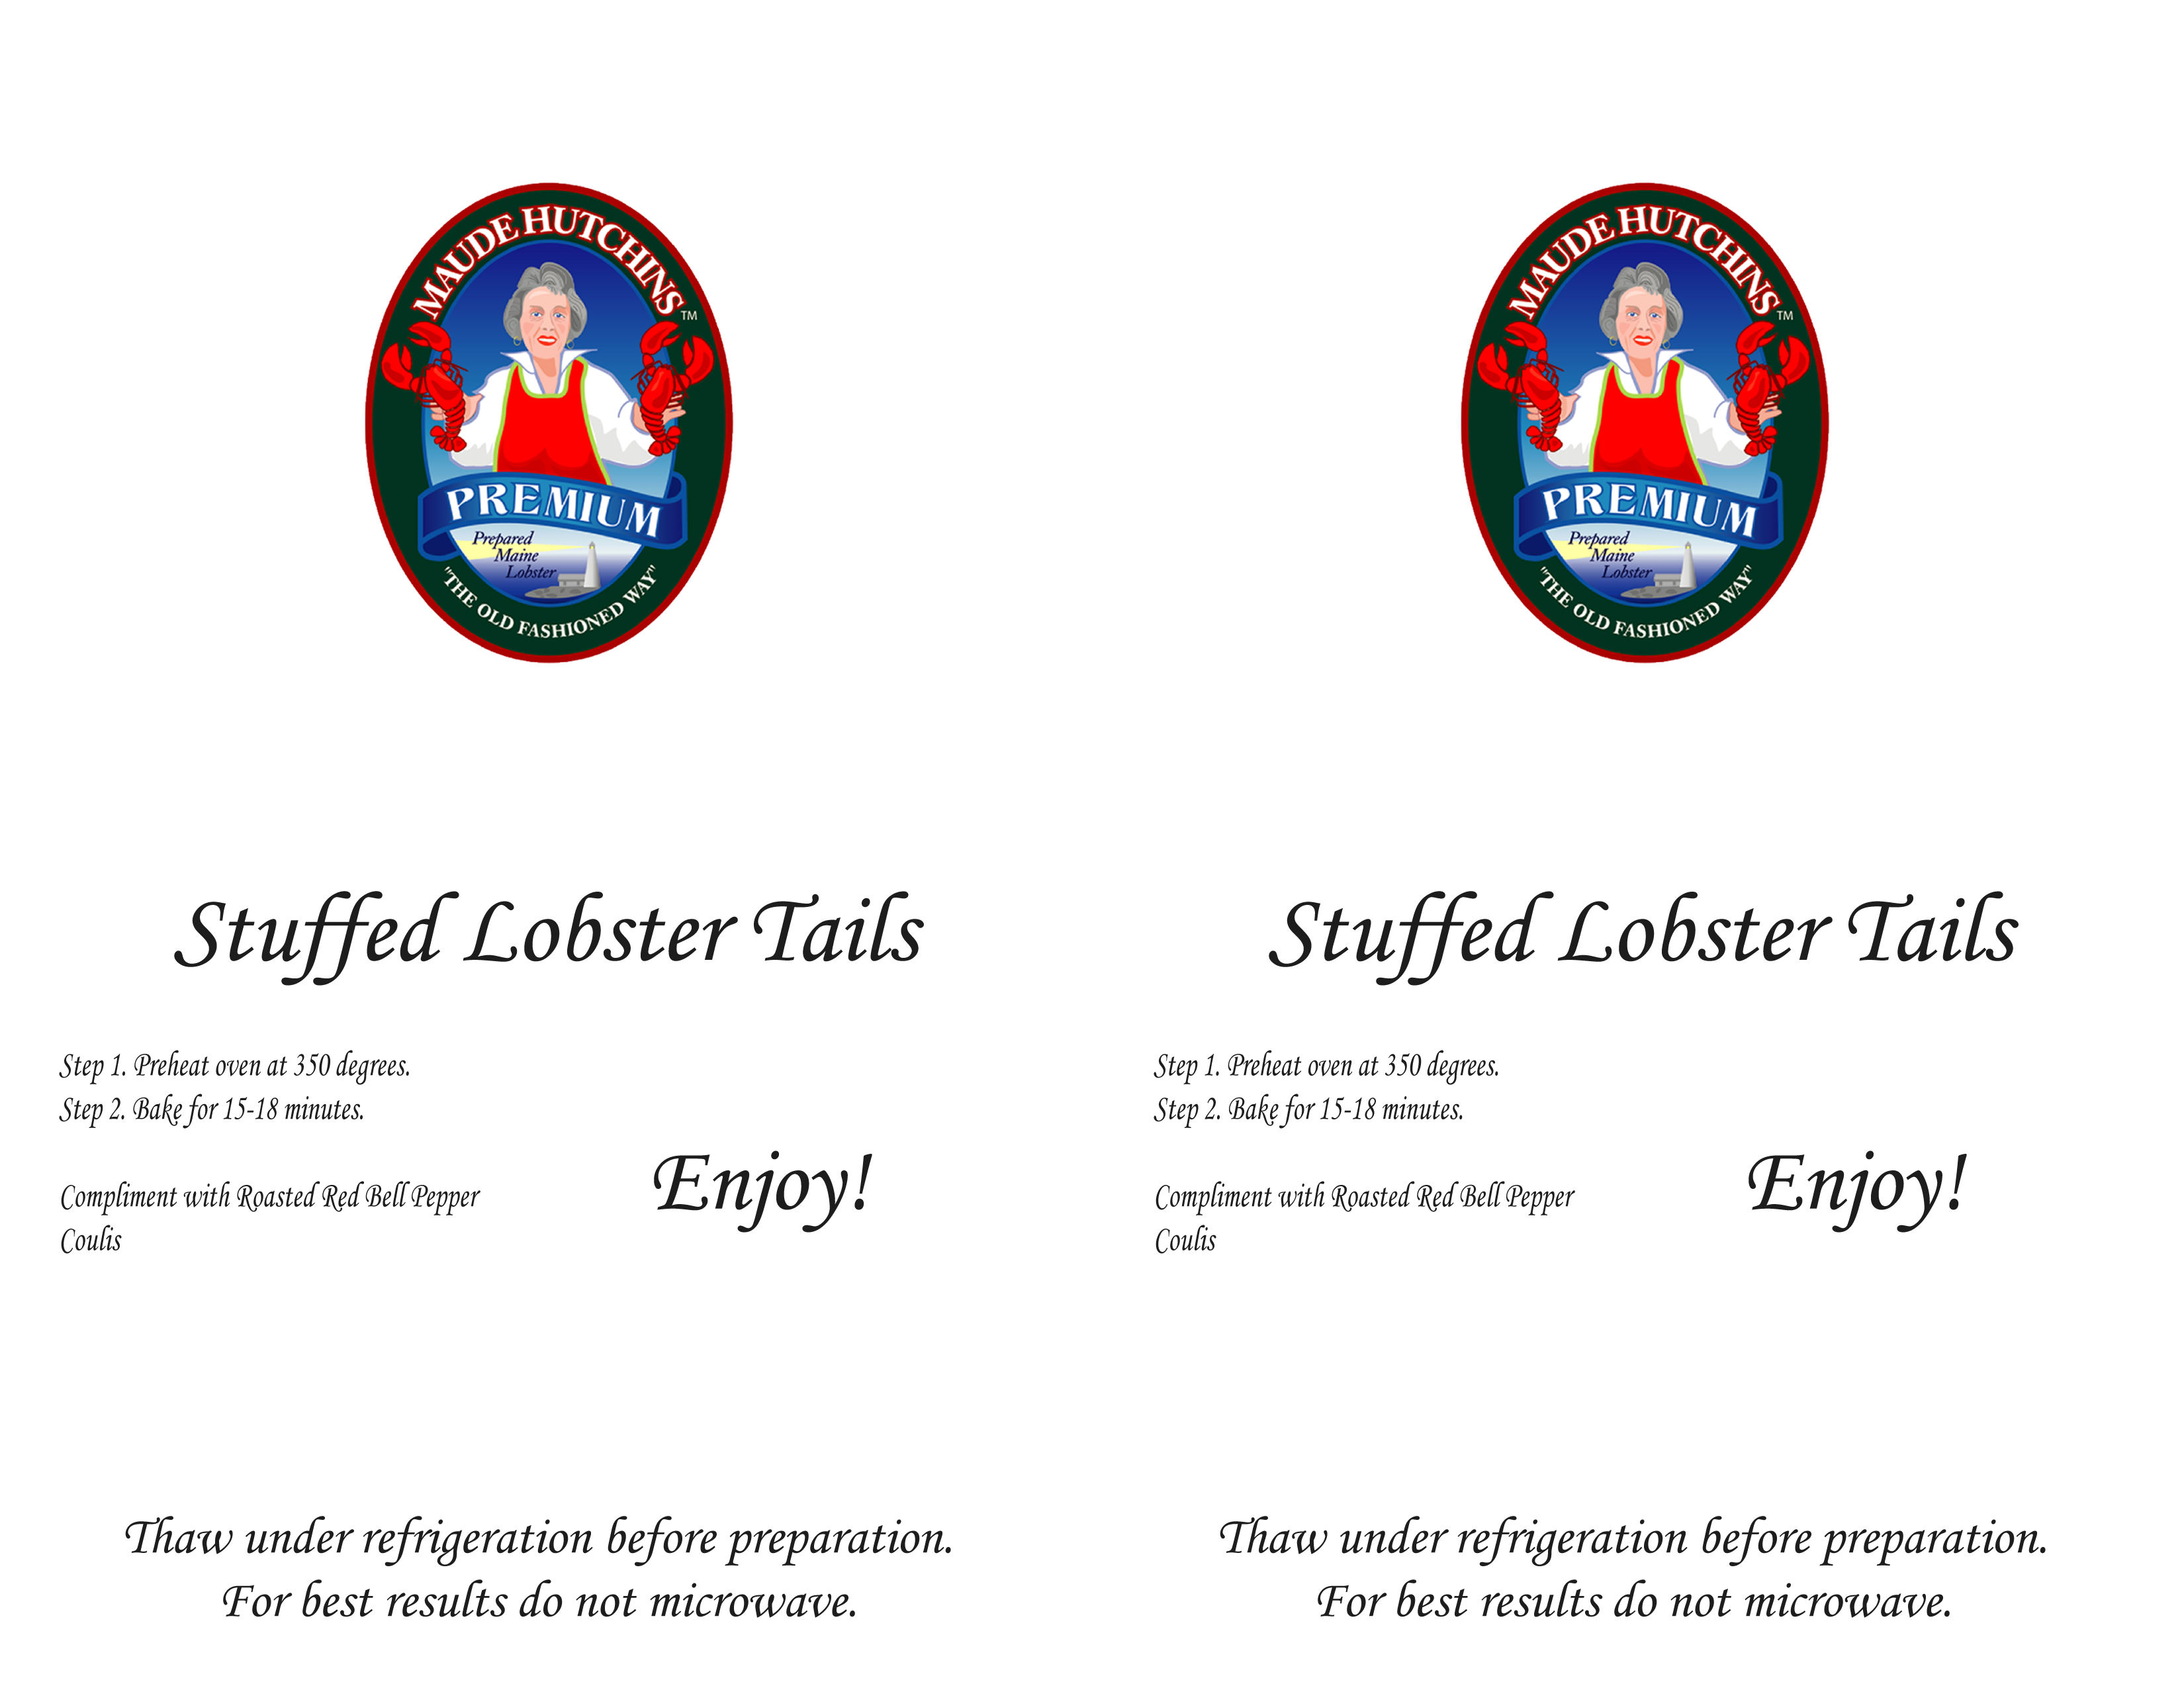 MAUDE HUTCHINS
TM
PREMIUM
Prepared
Maine
Lobster
"THE OLD FASHIONED WAY"
Stuffed Lobster Tails
Step 1. Preheat oven at 350 degrees.
Step 2. Bake for 15-18 minutes.
Compliment with Roasted Red Bell Pepper
Coulis
Enjoy!
Thaw under refrigeration before preparation.
For best results do not microwave.
MAUDE HUTCHINS
TM
PREMIUM
Prepared
Maine
Lobster
"THE OLD FASHIONED WAY"
Stuffed Lobster Tails
Step 1. Preheat oven at 350 degrees.
Step 2. Bake for 15-18 minutes.
Compliment with Roasted Red Bell Pepper
Coulis
Enjoy!
Thaw under refrigeration before preparation.
For best results do not microwave.